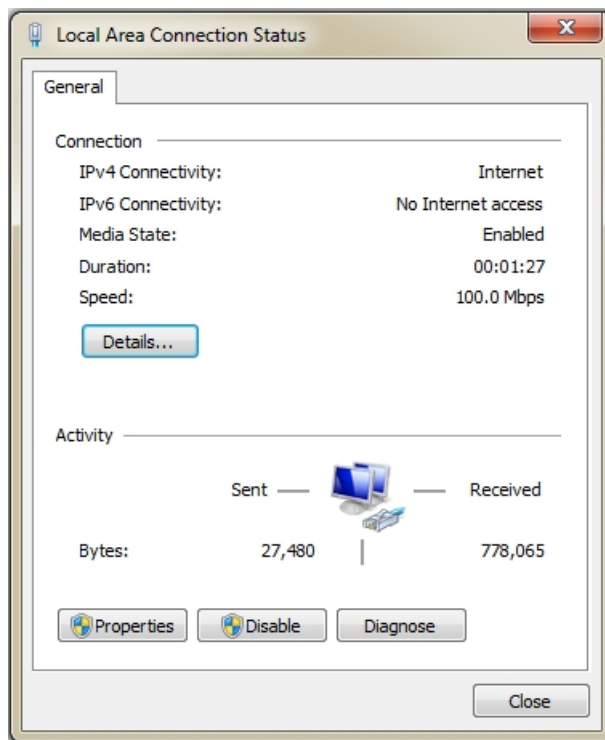 Local Area Connection Status
General
Connection
IPv4 Connectivity: Internet
IPv6 Connectivity: No Internet access
Media State: Enabled
Duration: 00:01:27
Speed: 100.0 Mbps
Details...
Activity
Sent Received
Bytes: 27,480 778,065
Properties Disable Diagnose
Close